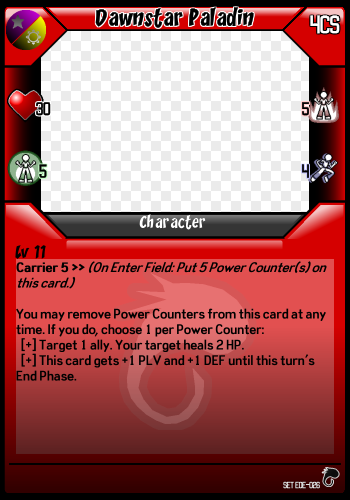 Dawnstar Paladin
4CS
20
5
5
4
Character
Lv 11
Carrier 5 >> (On Enter Field: Put 5 Power Counter(s) on
this card.)
You may remove Power Counters from this card at any
time. If you do, choose 1 per Power Counter:
[+] Target 1 ally. Your target heals 2 HP.
[+] This card gets +1 PLV and +1 DEF until this turn's
End Phase.
SET EOE-026